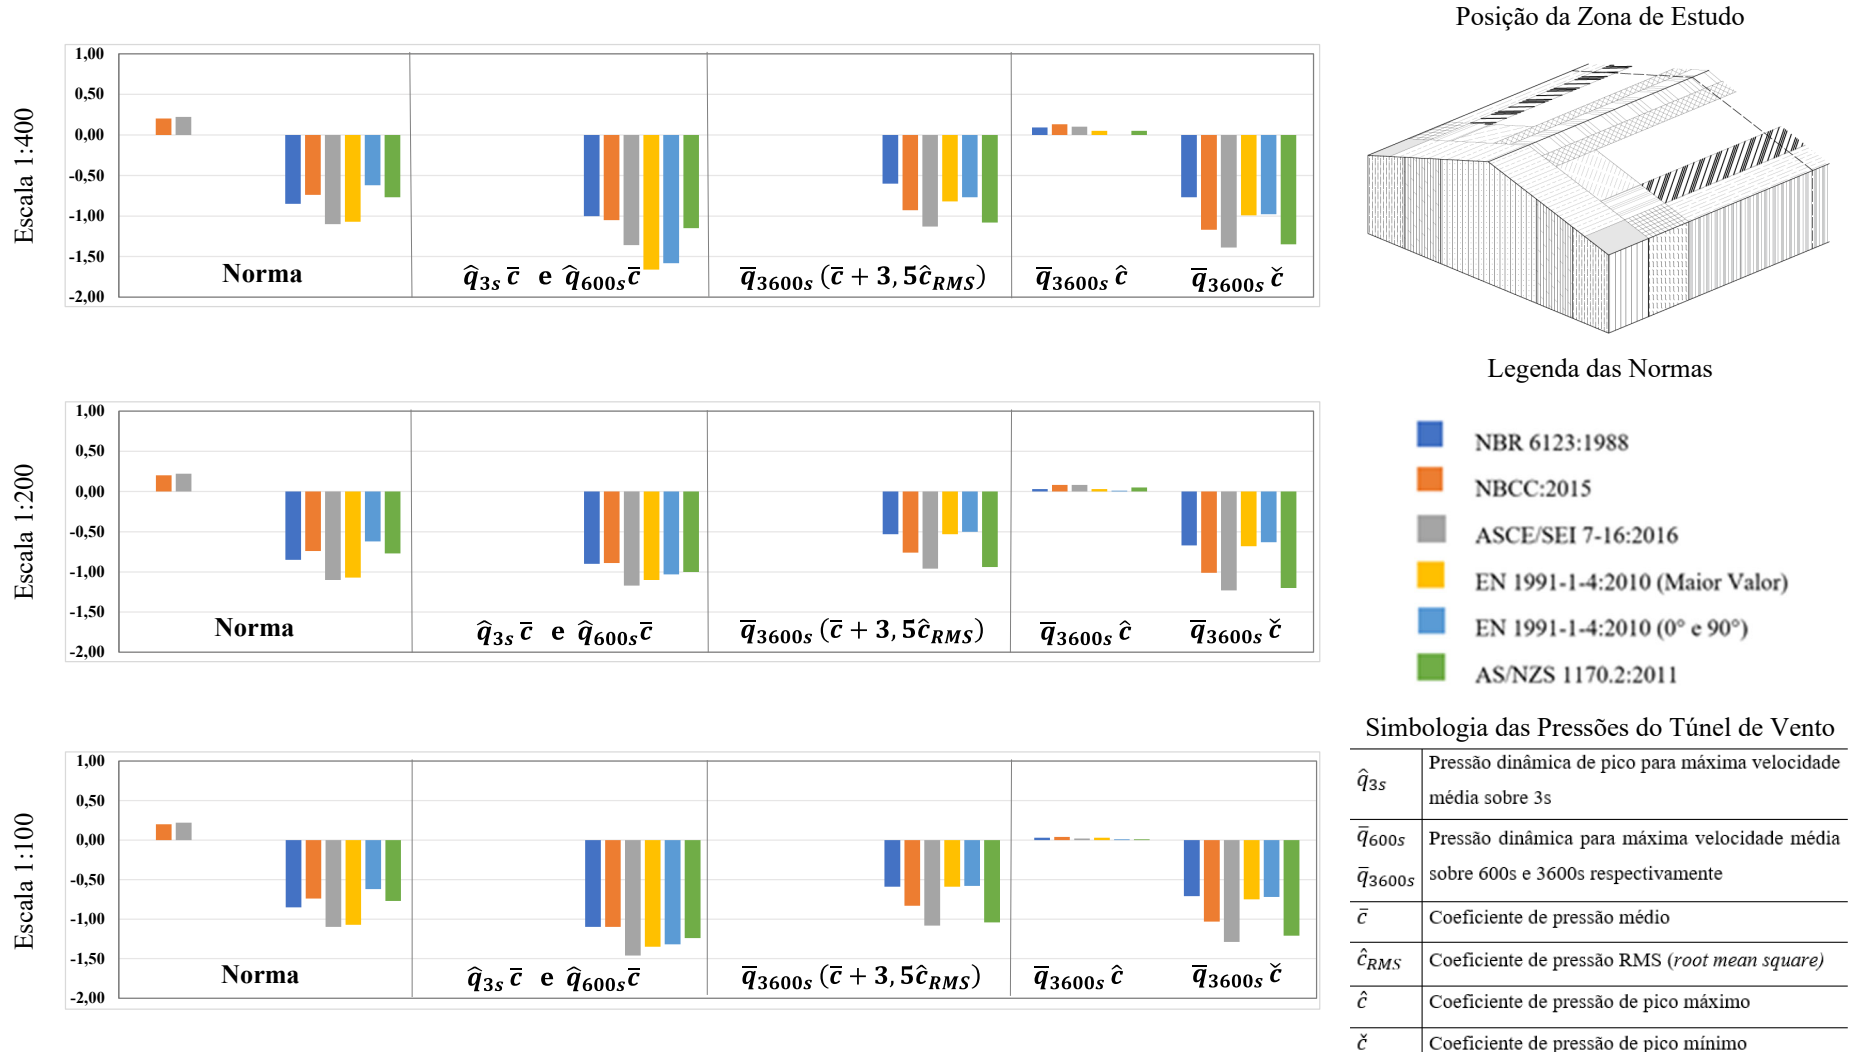 Posição da Zona de Estudo
Escala 1:400
1,00
0,50
0,00
-0,50
-1,00
-1,50
-2,00
Norma
q̂3s c̄ e q̂600s c̄
q̄3600s (c̄ + 3,5ĉRMS)
q̄3600s ĉ
q̄3600s č
Legenda das Normas
NBR 6123:1988
NBCC:2015
ASCE/SEI 7-16:2016
EN 1991-1-4:2010 (Maior Valor)
EN 1991-1-4:2010 (0° e 90°)
AS/NZS 1170.2:2011
Escala 1:200
1,00
0,50
0,00
-0,50
-1,00
-1,50
-2,00
Norma
q̂3s c̄ e q̂600s c̄
q̄3600s (c̄ + 3,5ĉRMS)
q̄3600s ĉ
q̄3600s č
Escala 1:100
1,00
0,50
0,00
-0,50
-1,00
-1,50
-2,00
Norma
q̂3s c̄ e q̂600s c̄
q̄3600s (c̄ + 3,5ĉRMS)
q̄3600s ĉ
q̄3600s č
Simbologia das Pressões do Túnel de Vento
q̂3s Pressão dinâmica de pico para máxima velocidade
média sobre 3s
q̄600s Pressão dinâmica para máxima velocidade média
q̄3600s sobre 600s e 3600s respectivamente
c̄ Coeficiente de pressão médio
ĉRMS Coeficiente de pressão RMS (root mean square)
ĉ Coeficiente de pressão de pico máximo
č Coeficiente de pressão de pico mínimo